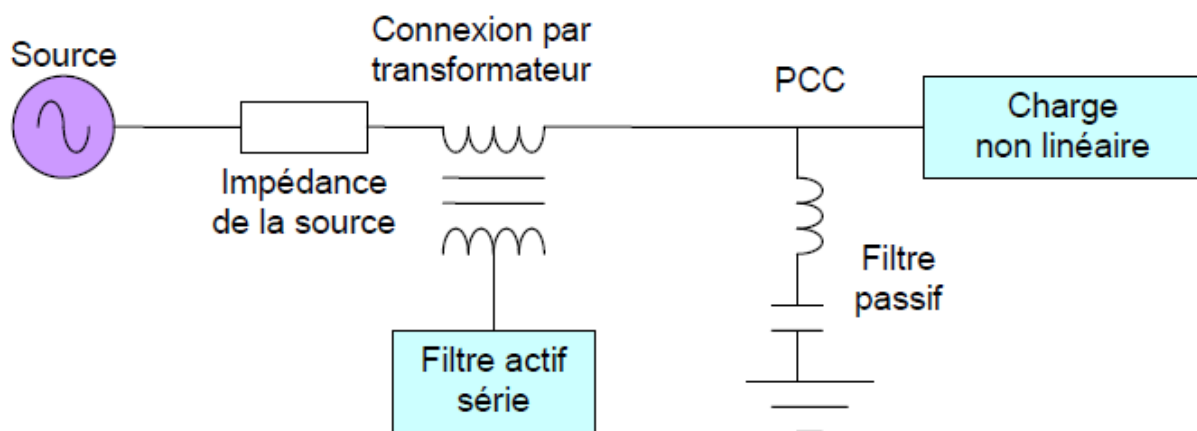 Source
Connexion par
transformateur
PCC
Charge
non linéaire
Impédance
de la source
Filtre
passif
Filtre actif
série